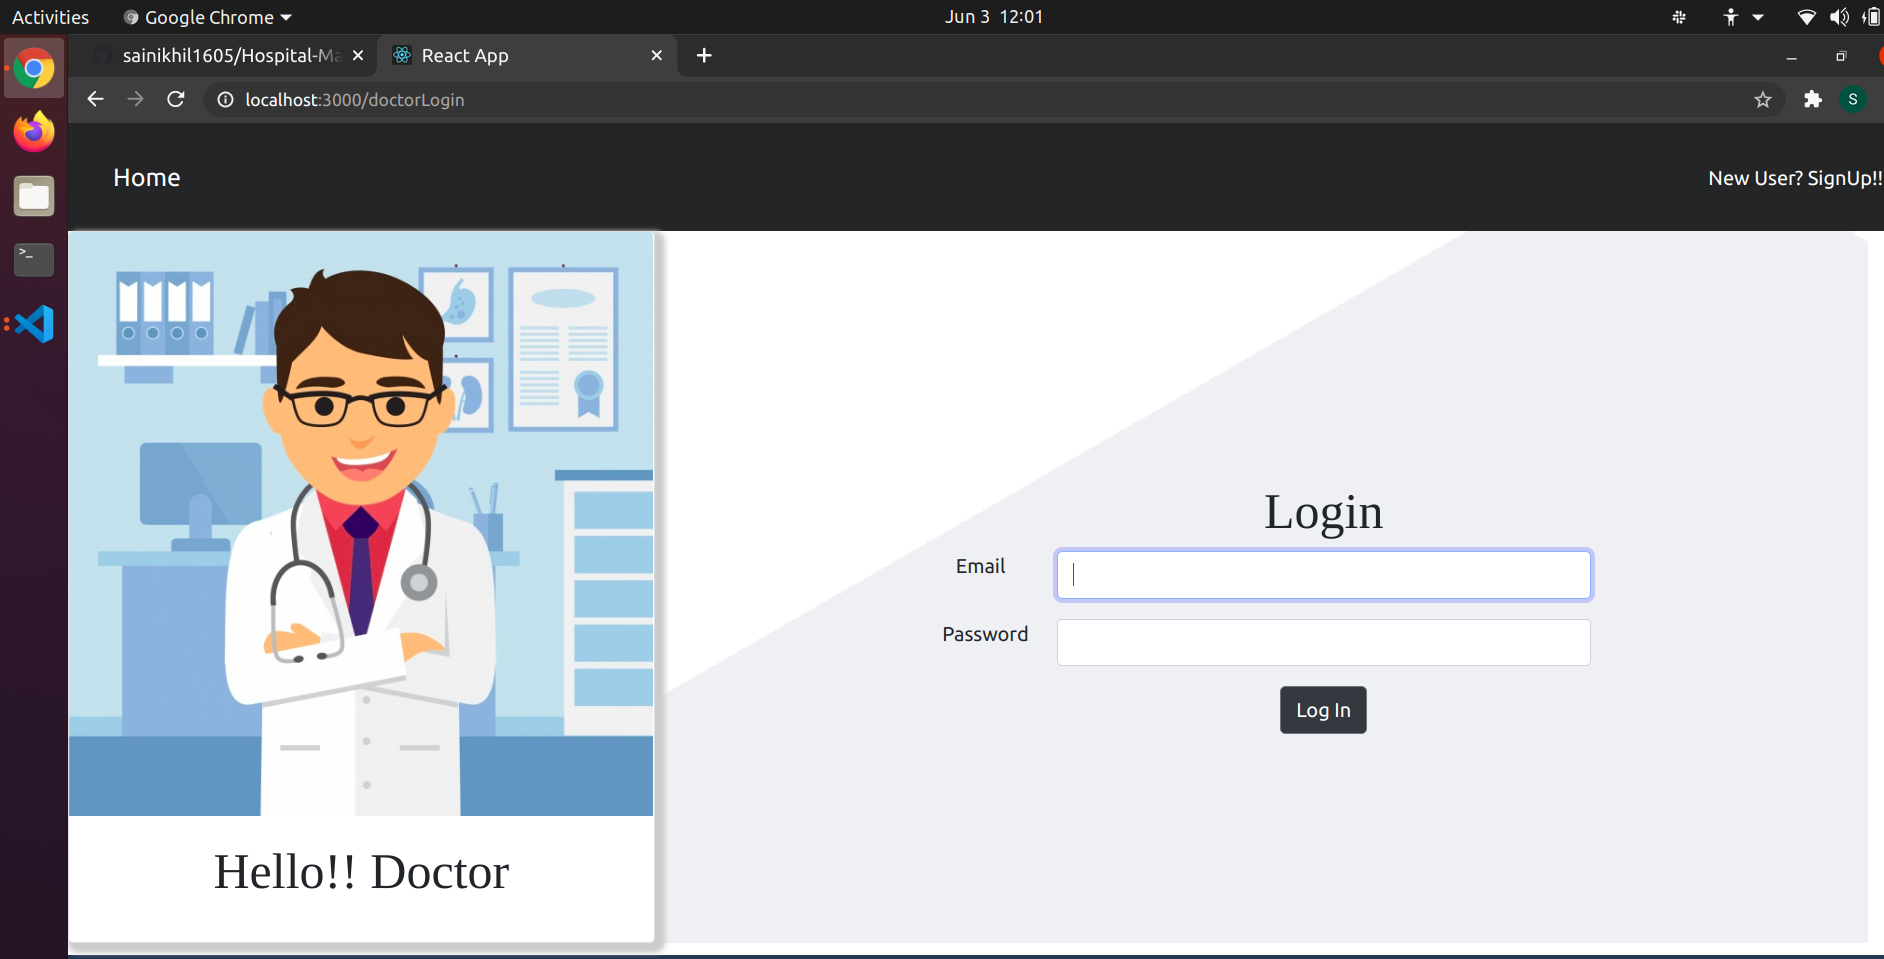 Activities
Google Chrome
Jun 3 12:01
sainikhil1605/Hospital-Ma
React App
localhost:3000/doctorLogin
S
Home
New User? SignUp!!
Login
Email
Password
Log In
Hello!! Doctor